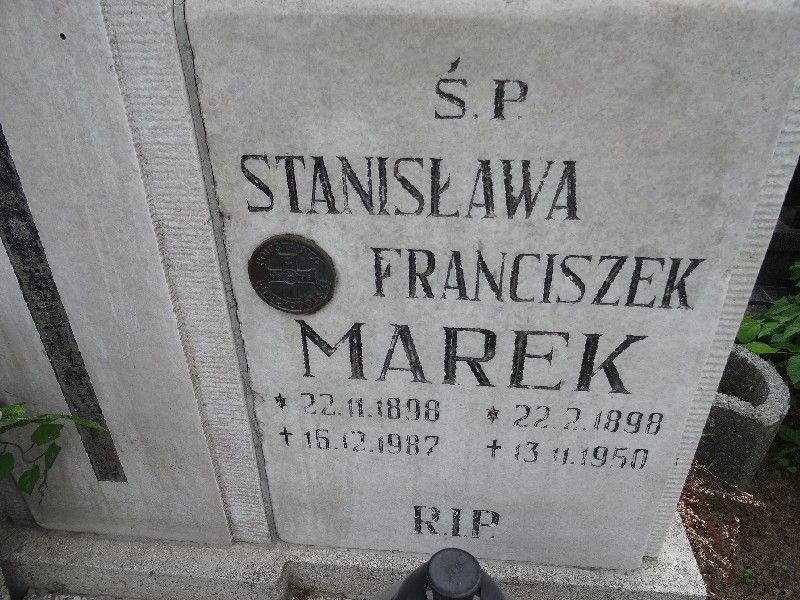 Ś.P.
STANISŁAWA
FRANCISZEK
MAREK
* 22.11.1898 * 22.2.1898
† 16.12.1987 † 13.11.1950
R.I.P.